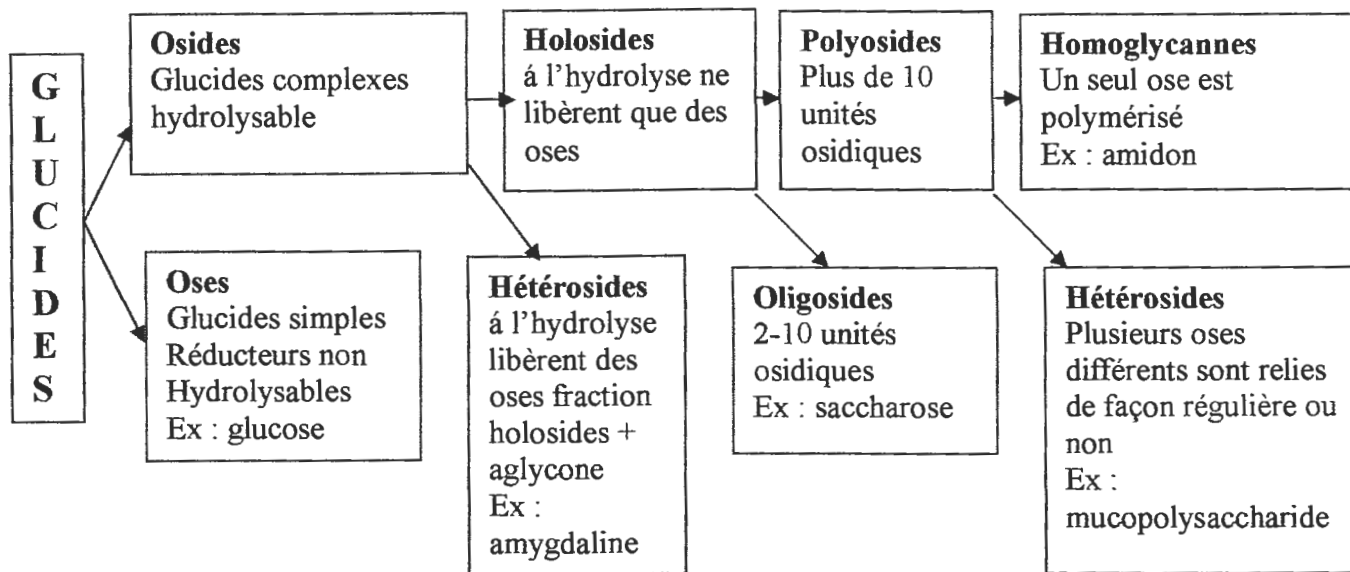 GLUCIDES
Osides
Glucides complexes
hydrolysable
Holosides
á l'hydrolyse ne
libèrent que des
oses
Polyosides
Plus de 10
unités
osidiques
Homoglycannes
Un seul ose est
polymérisé
Ex : amidon
Oses
Glucides simples
Réducteurs non
Hydrolysables
Ex : glucose
Hétérosides
á l'hydrolyse
libèrent des
oses fraction
holosides +
aglycone
Ex :
amygdaline
Oligosides
2-10 unités
osidiques
Ex : saccharose
Hétérosides
Plusieurs oses
différents sont relies
de façon régulière ou
non
Ex :
mucopolysaccharide